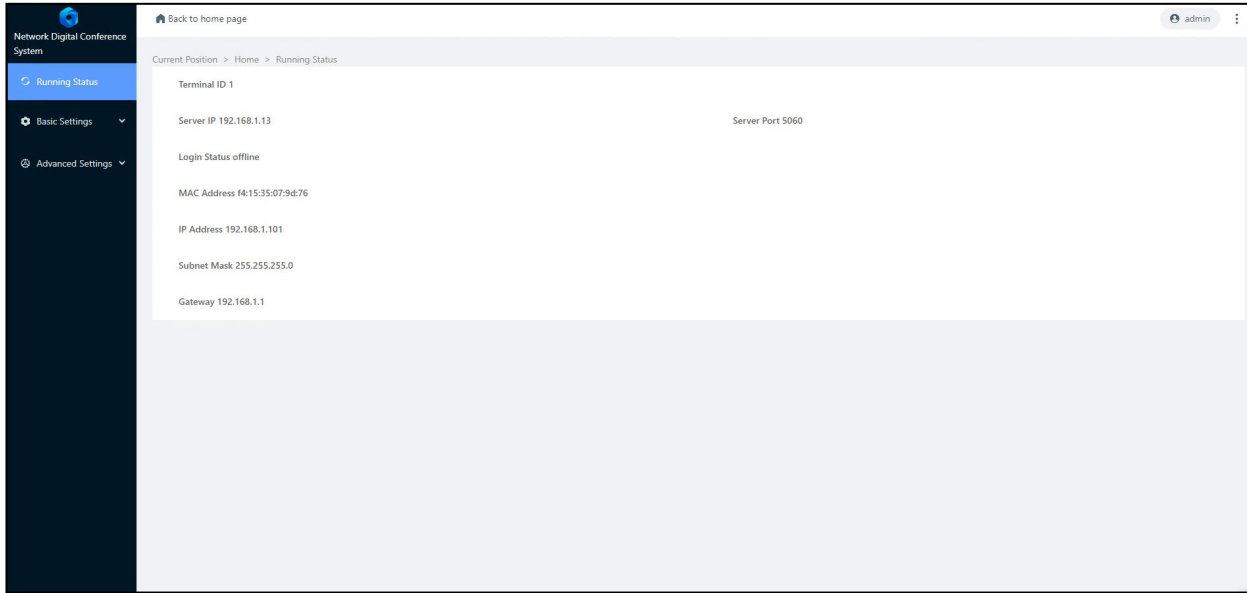 Network Digital Conference
System
Running Status
Basic Settings
Advanced Settings
Back to home page
admin
Current Position > Home > Running Status
Terminal ID 1
Server IP 192.168.1.13 Server Port 5060
Login Status offline
MAC Address f4:15:35:07:9d:76
IP Address 192.168.1.101
Subnet Mask 255.255.255.0
Gateway 192.168.1.1